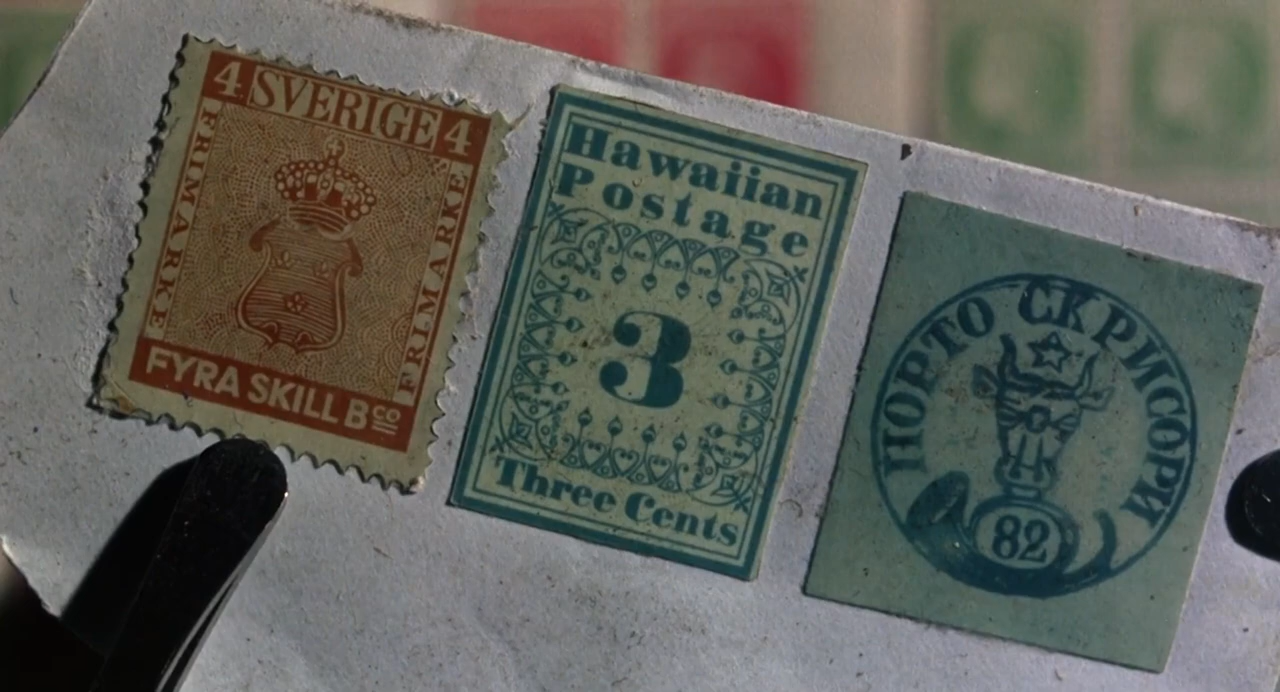 4 SVERIGE 4
FRIMARKE
FRIMARKE
FYRA SKILL Bco
Hawaiian
Postage
3
Three Cents
ПОРТО СКРИСОРИ
82